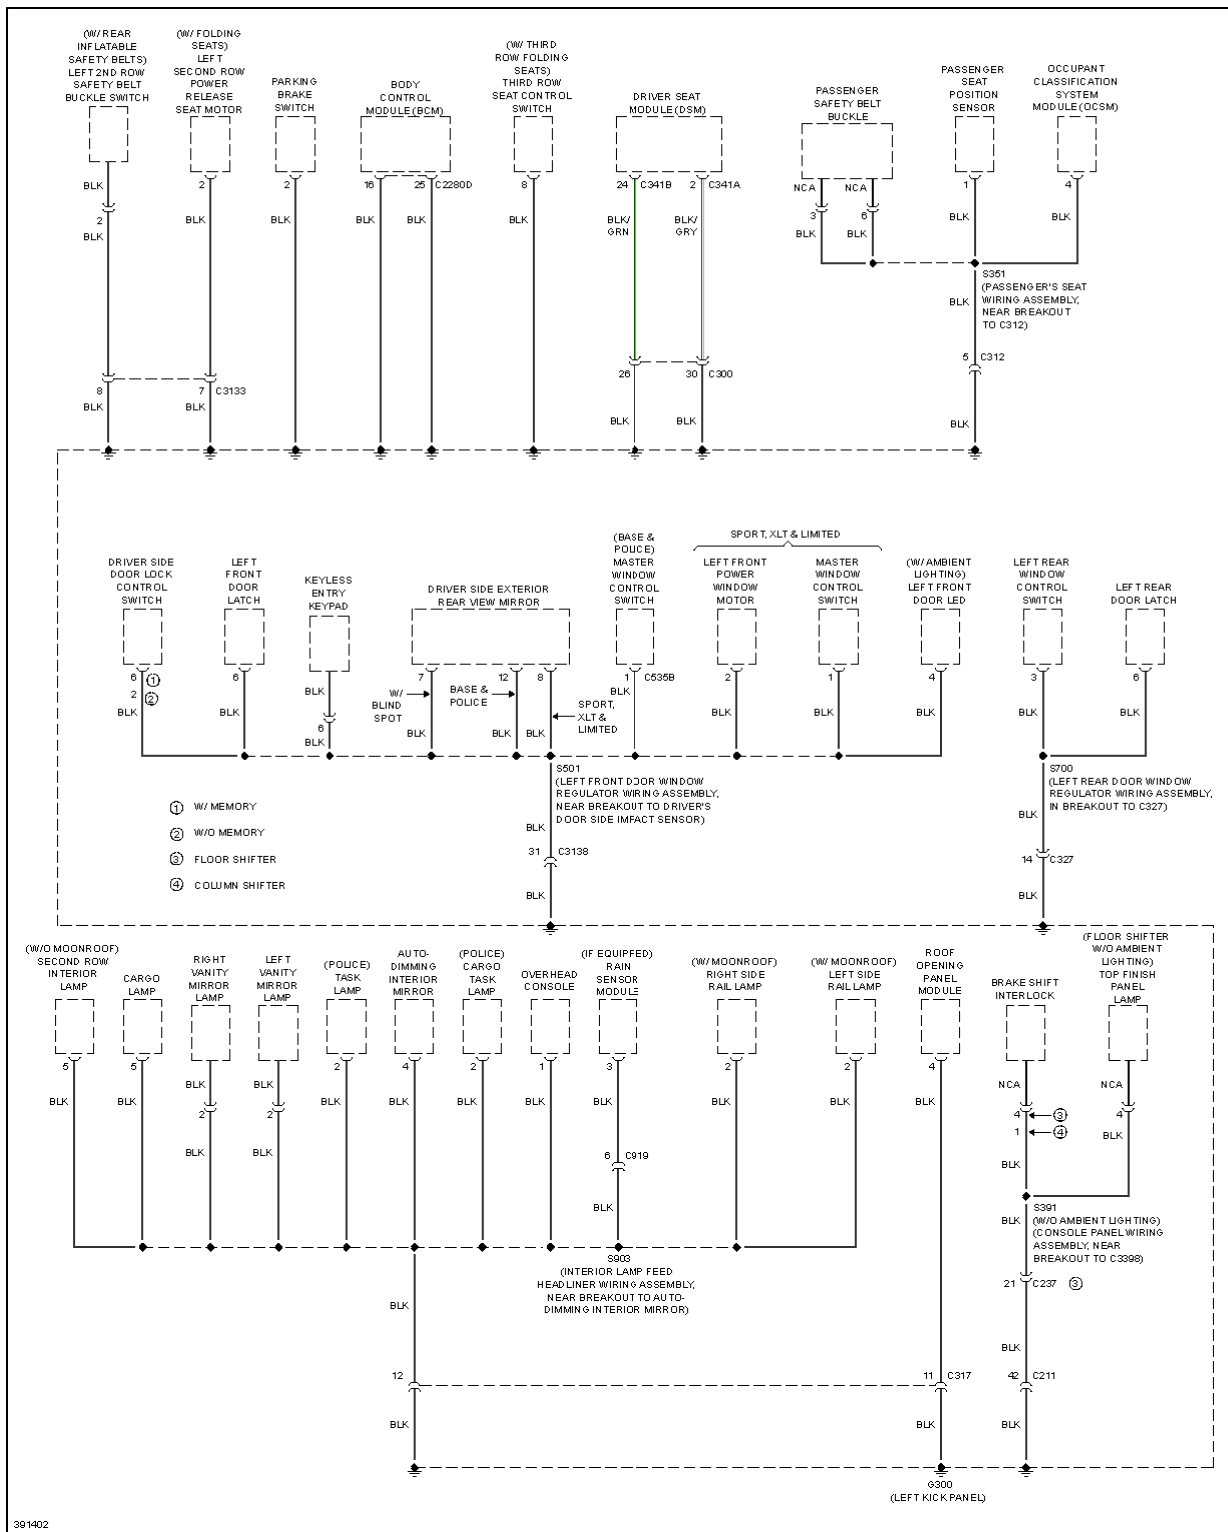 (W/ REAR
INFLATABLE
SAFETY BELTS)
LEFT 2ND ROW
SAFETY BELT
BUCKLE SWITCH
(W/ FOLDING
SEATS)
LEFT
SECOND ROW
POWER
RELEASE
SEAT MOTOR
PARKING
BRAKE
SWITCH
BODY
CONTROL
MODULE (BCM)
(W/ THIRD
ROW FOLDING
SEATS)
THIRD ROW
SEAT CONTROL
SWITCH
DRIVER SEAT
MODULE (DSM)
PASSENGER
SAFETY BELT
BUCKLE
PASSENGER
SEAT
POSITION
SENSOR
OCCUPANT
CLASSIFICATION
SYSTEM
MODULE (OCSM)
BLK
2
2
16
25
C2280D
8
24
C341B
2
C341A
NCA
NCA
1
4
2
BLK
BLK
BLK
BLK
BLK
BLK
BLK/
GRN
BLK/
GRY
3
6
BLK
BLK
BLK
BLK
S351
(PASSENGER'S SEAT
WIRING ASSEMBLY,
NEAR BREAKOUT
TO C312)
BLK
5
C312
26
30
C300
8
7
C3133
BLK
BLK
BLK
BLK
BLK
DRIVER SIDE
DOOR LOCK
CONTROL
SWITCH
LEFT
FRONT
DOOR
LATCH
KEYLESS
ENTRY
KEYPAD
DRIVER SIDE EXTERIOR
REAR VIEW MIRROR
(BASE &
POLICE)
MASTER
WINDOW
CONTROL
SWITCH
SPORT, XLT & LIMITED
LEFT FRONT
POWER
WINDOW
MOTOR
MASTER
WINDOW
CONTROL
SWITCH
(W/ AMBIENT
LIGHTING)
LEFT FRONT
DOOR LED
LEFT REAR
WINDOW
CONTROL
SWITCH
LEFT REAR
DOOR LATCH
6
1
2
2
6
BLK
6
7
12
8
1
C535B
2
1
4
3
6
W/
BLIND
SPOT
BASE &
POLICE
SPORT,
XLT &
LIMITED
BLK
BLK
BLK
BLK
BLK
BLK
BLK
BLK
BLK
BLK
BLK
BLK
BLK
S501
(LEFT FRONT DOOR WINDOW
REGULATOR WIRING ASSEMBLY,
NEAR BREAKOUT TO DRIVER'S
DOOR SIDE IMPACT SENSOR)
S700
(LEFT REAR DOOR WINDOW
REGULATOR WIRING ASSEMBLY,
IN BREAKOUT TO C327)
1 W/ MEMORY
2 W/O MEMORY
3 FLOOR SHIFTER
4 COLUMN SHIFTER
BLK
31
C3138
BLK
BLK
14
C327
BLK
(W/O MOONROOF)
SECOND ROW
INTERIOR
LAMP
CARGO
LAMP
RIGHT
VANITY
MIRROR
LAMP
LEFT
VANITY
MIRROR
LAMP
(POLICE)
TASK
LAMP
AUTO-
DIMMING
INTERIOR
MIRROR
(POLICE)
CARGO
TASK
LAMP
OVERHEAD
CONSOLE
(IF EQUIPPED)
RAIN
SENSOR
MODULE
(W/ MOONROOF)
RIGHT SIDE
RAIL LAMP
(W/ MOONROOF)
LEFT SIDE
RAIL LAMP
ROOF
OPENING
PANEL
MODULE
BRAKE SHIFT
INTERLOCK
(FLOOR SHIFTER
W/O AMBIENT
LIGHTING)
TOP FINISH
PANEL
LAMP
5
5
BLK
BLK
2
4
2
1
3
2
2
4
NCA
NCA
BLK
BLK
2
2
BLK
BLK
BLK
BLK
BLK
BLK
BLK
BLK
4
3
1
4
4
BLK
BLK
BLK
6
C919
BLK
BLK
S391
(W/O AMBIENT LIGHTING)
(CONSOLE PANEL WIRING
ASSEMBLY, NEAR
BREAKOUT TO C3398)
BLK
21
C237
3
S903
(INTERIOR LAMP FEED
HEADLINER WIRING ASSEMBLY,
NEAR BREAKOUT TO AUTO-
DIMMING INTERIOR MIRROR)
BLK
BLK
12
11
C317
42
C211
BLK
BLK
BLK
G300
(LEFT KICK PANEL)
391402